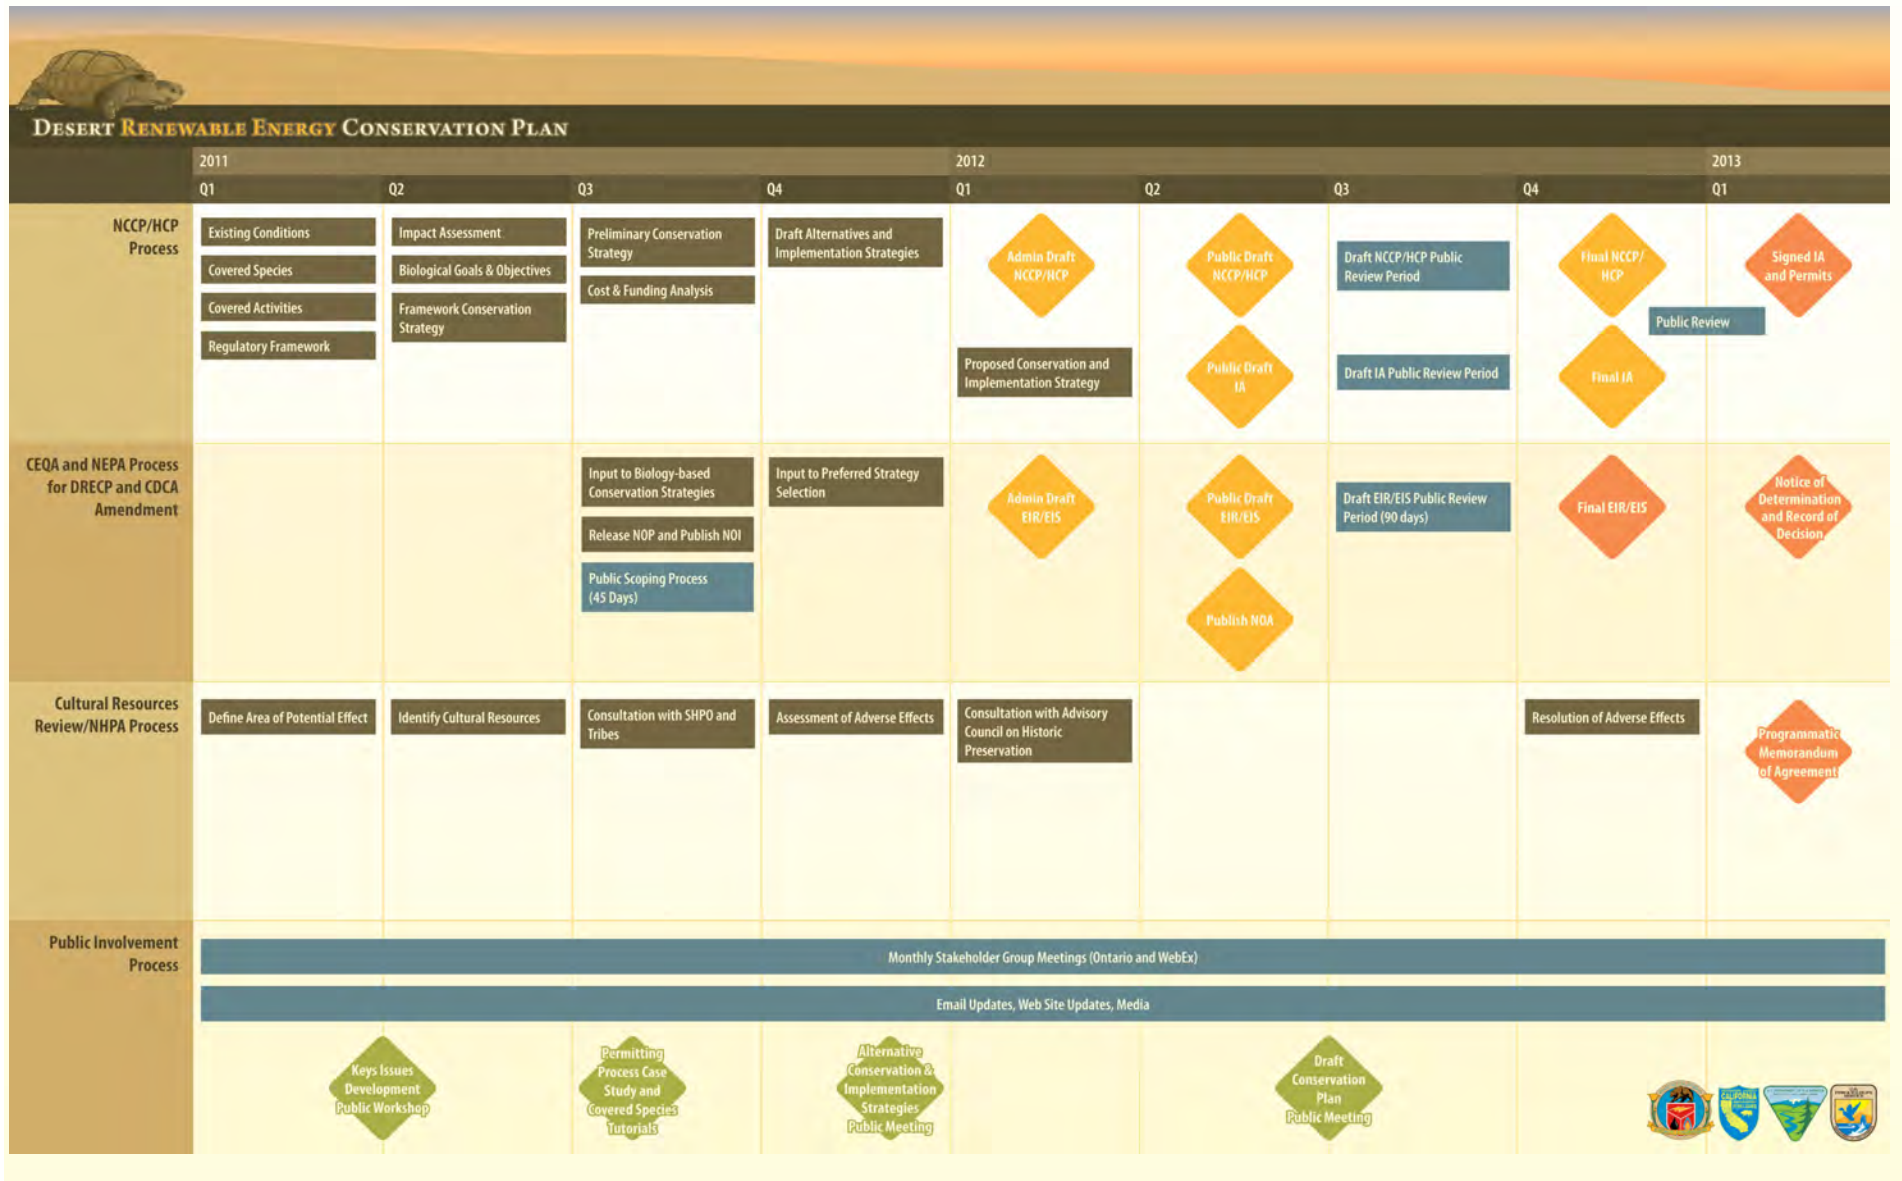 DESERT RENEWABLE ENERGY CONSERVATION PLAN
2011
2012
2013
Q1
Q2
Q3
Q4
Q1
Q2
Q3
Q4
Q1
NCCP/HCP
Process
Existing Conditions
Covered Species
Covered Activities
Regulatory Framework
Impact Assessment
Biological Goals & Objectives
Framework Conservation
Strategy
Preliminary Conservation
Strategy
Cost & Funding Analysis
Draft Alternatives and
Implementation Strategies
Admin Draft
NCCP/HCP
Proposed Conservation and
Implementation Strategy
Public Draft
NCCP/HCP
Public Draft
IA
Draft NCCP/HCP Public
Review Period
Draft IA Public Review Period
Final NCCP/
HCP
Final IA
Public Review
Signed IA
and Permits
CEQA and NEPA Process
for DRECP and CDCA
Amendment
Input to Biology-based
Conservation Strategies
Release NOP and Publish NOI
Public Scoping Process
(45 Days)
Input to Preferred Strategy
Selection
Admin Draft
EIR/EIS
Public Draft
EIR/EIS
Publish NOA
Draft EIR/EIS Public Review
Period (90 days)
Final EIR/EIS
Notice of
Determination
and Record of
Decision
Cultural Resources
Review/NHPA Process
Define Area of Potential Effect
Identify Cultural Resources
Consultation with SHPO and
Tribes
Assessment of Adverse Effects
Consultation with Advisory
Council on Historic
Preservation
Resolution of Adverse Effects
Programmatic
Memorandum
of Agreement
Public Involvement
Process
Monthly Stakeholder Group Meetings (Ontario and WebEx)
Email Updates, Web Site Updates, Media
Keys Issues
Development
Public Workshop
Permitting
Process Case
Study and
Covered Species
Tutorials
Alternative
Conservation &
Implementation
Strategies
Public Meeting
Draft
Conservation
Plan
Public Meeting
CALIFORNIA